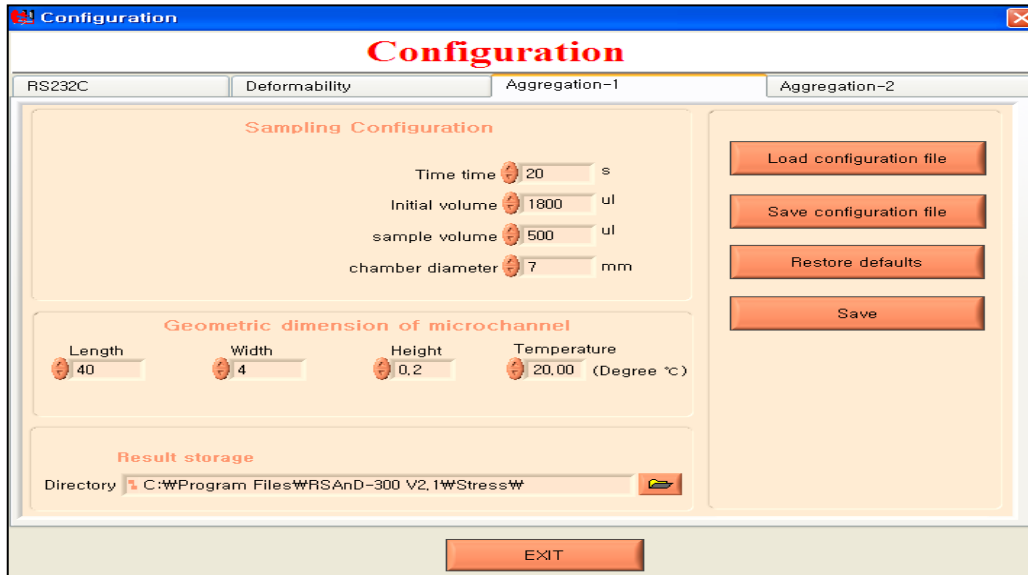 Configuration
Configuration
RS232C Deformability Aggregation-1 Aggregation-2
Sampling Configuration
Time time 20 s
Initial volume 1800 ul
sample volume 500 ul
chamber diameter 7 mm
Geometric dimension of microchannel
Length Width Height Temperature
40 4 0,2 20,00 (Degree ℃)
Result storage
Directory C:₩Program Files₩RSAnD-300 V2,1₩Stress₩
Load configuration file
Save configuration file
Restore defaults
Save
EXIT